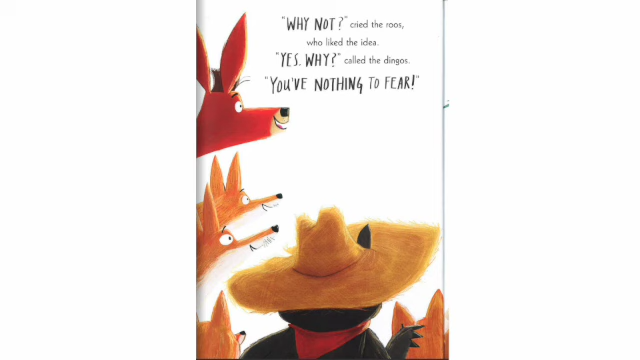 "WHY NOT?" cried the roos,
who liked the idea.
"YES. WHY?" called the dingos.
"YOU'VE NOTHING TO FEAR!"